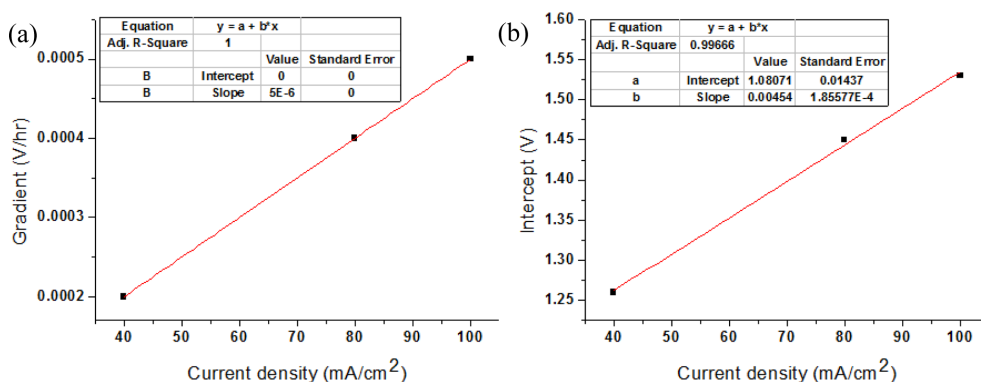 (a)
Equation y = a + b*x
Adj. R-Square 1
Value Standard Error
B Intercept 0 0
B Slope 5E-6 0
0.0005
0.0004
0.0003
0.0002
Gradient (V/hr)
40 50 60 70 80 90 100
Current density (mA/cm²)
(b)
Equation y = a + b*x
Adj. R-Square 0.99666
Value Standard Error
a Intercept 1.08071 0.01437
b Slope 0.00454 1.85577E-4
1.60
1.55
1.50
1.45
1.40
1.35
1.30
1.25
Intercept (V)
40 50 60 70 80 90 100
Current density (mA/cm²)